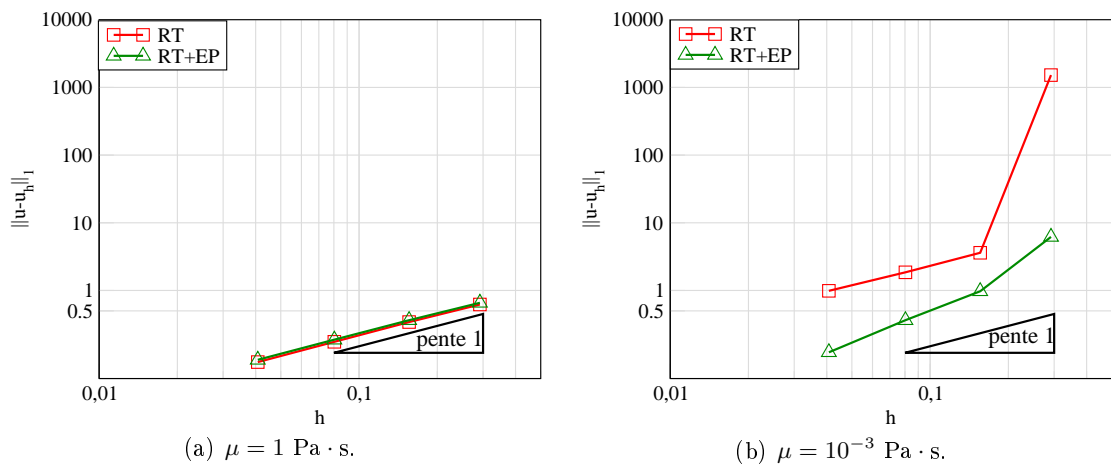 10000
1000
100
10
1
0.5
||u-u_h||_1
RT
RT+EP
pente 1
0,01
0,1
h
(a) μ = 1 Pa · s.
10000
1000
100
10
1
0.5
||u-u_h||_1
RT
RT+EP
pente 1
0,01
0,1
h
(b) μ = 10⁻³ Pa · s.